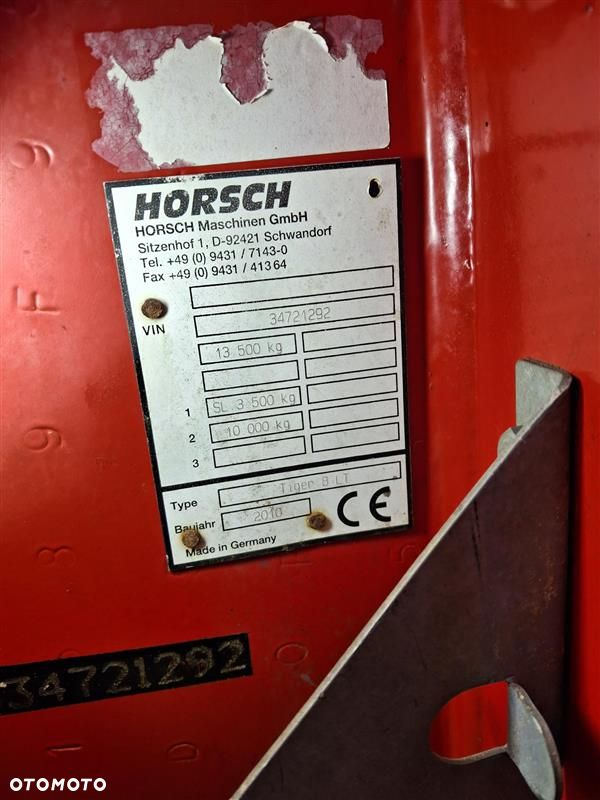 HORSCH
HORSCH Maschinen GmbH
Sitzenhof 1, D-92421 Schwandorf
Tel. +49 (0) 9431 / 7143-0
Fax +49 (0) 9431 / 41364
VIN
34721292
13 500 kg
1 SL 3 500 kg
2 10 000 kg
3
Type Tiger 8 LT
Baujahr 2010
CE
Made in Germany
34721292
OTOMOTO